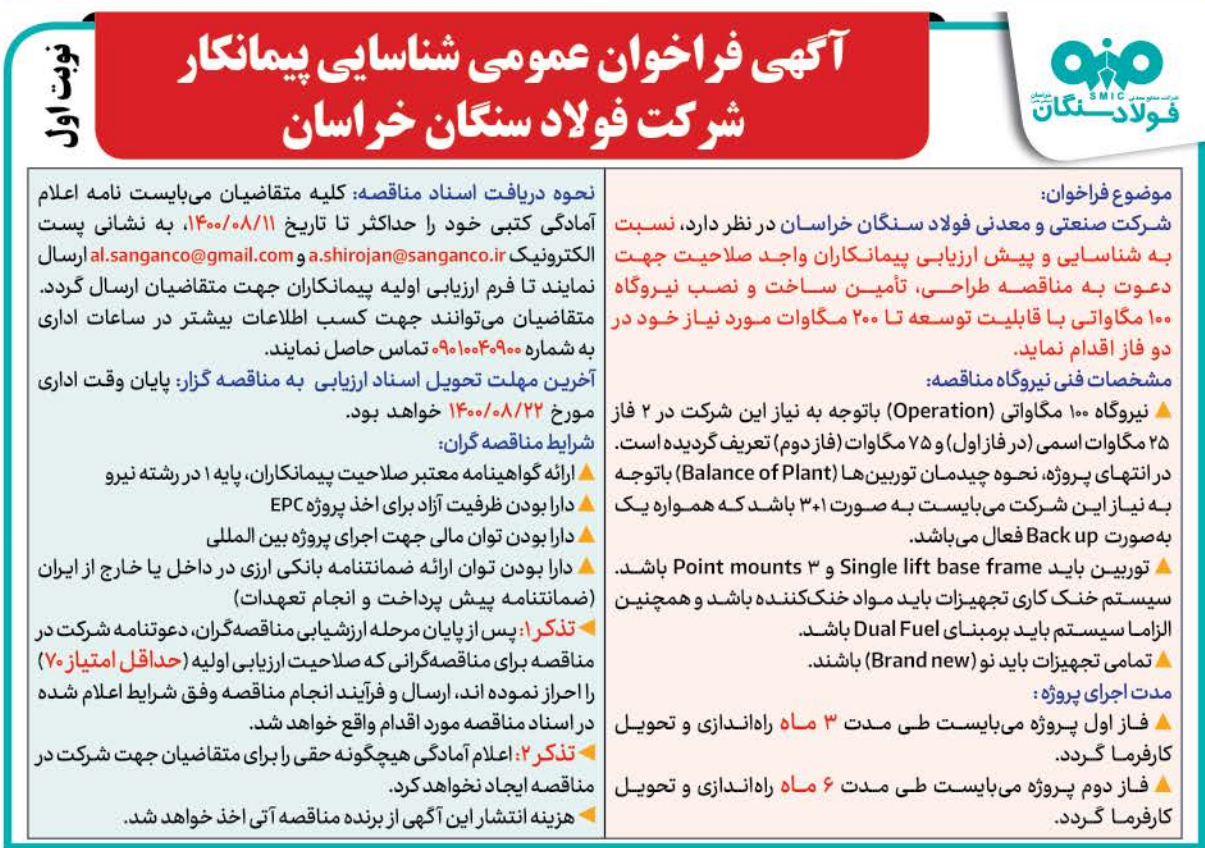 نوبت اول
آگهی فراخوان عمومی شناسایی پیمانکار
شرکت فولاد سنگان خراسان
SMIC
فولاد سنگان
موضوع فراخوان:
شرکت صنعتی و معدنی فولاد سنگان خراسان در نظر دارد، نسبت
به شناسایی و پیش ارزیابی پیمانکاران واجد صلاحیت جهت
دعوت به مناقصه طراحی، تأمین ساخت و نصب نیروگاه
۱۰۰ مگاواتی با قابلیت توسعه تا ۲۰۰ مگاوات مورد نیاز خود در
دو فاز اقدام نماید.
مشخصات فنی نیروگاه مناقصه:
نیروگاه ۱۰۰ مگاواتی (Operation) باتوجه به نیاز این شرکت در ۲ فاز
۲۵ مگاوات اسمی (در فاز اول) و ۷۵ مگاوات (فاز دوم) تعریف گردیده است.
در انتهای پروژه، نحوه چیدمان توربین‌ها (Balance of Plant) باتوجه
به نیاز این شرکت می‌بایست به صورت ۱+۳ باشد که همواره یک
به‌صورت Back up فعال می‌باشد.
توربین باید Single lift base frame و ۳ Point mounts باشد.
سیستم خنک کاری تجهیزات باید مواد خنک‌کننده باشد و همچنین
الزاما سیستم باید برمبنای Dual Fuel باشد.
تمامی تجهیزات باید نو (Brand new) باشند.
مدت اجرای پروژه:
فاز اول پروژه می‌بایست طی مدت ۳ ماه راه‌اندازی و تحویل
کارفرما گردد.
فاز دوم پروژه می‌بایست طی مدت ۶ ماه راه‌اندازی و تحویل
کارفرما گردد.
نحوه دریافت اسناد مناقصه: کلیه متقاضیان می‌بایست نامه اعلام
آمادگی کتبی خود را حداکثر تا تاریخ ۱۴۰۰/۰۸/۱۱، به نشانی پست
الکترونیک a.shirojan@sanganco.ir و al.sanganco@gmail.com ارسال
نمایند تا فرم ارزیابی اولیه پیمانکاران جهت متقاضیان ارسال گردد.
متقاضیان می‌توانند جهت کسب اطلاعات بیشتر در ساعات اداری
به شماره ۰۹۰۱۰۰۴۰۹۰۰ تماس حاصل نمایند.
آخرین مهلت تحویل اسناد ارزیابی به مناقصه گزار: پایان وقت اداری
مورخ ۱۴۰۰/۰۸/۲۲ خواهد بود.
شرایط مناقصه گران:
ارائه گواهینامه معتبر صلاحیت پیمانکاران، پایه ۱ در رشته نیرو
دارا بودن ظرفیت آزاد برای اخذ پروژه EPC
دارا بودن توان مالی جهت اجرای پروژه بین المللی
دارا بودن توان ارائه ضمانتنامه بانکی ارزی در داخل یا خارج از ایران
(ضمانتنامه پیش پرداخت و انجام تعهدات)
تذکر ۱: پس از پایان مرحله ارزشیابی مناقصه‌گران، دعوتنامه شرکت در
مناقصه برای مناقصه‌گرانی که صلاحیت ارزیابی اولیه (حداقل امتیاز ۷۰)
را احراز نموده اند، ارسال و فرآیند انجام مناقصه وفق شرایط اعلام شده
در اسناد مناقصه مورد اقدام واقع خواهد شد.
تذکر ۲: اعلام آمادگی هیچگونه حقی را برای متقاضیان جهت شرکت در
مناقصه ایجاد نخواهد کرد.
هزینه انتشار این آگهی از برنده مناقصه آتی اخذ خواهد شد.